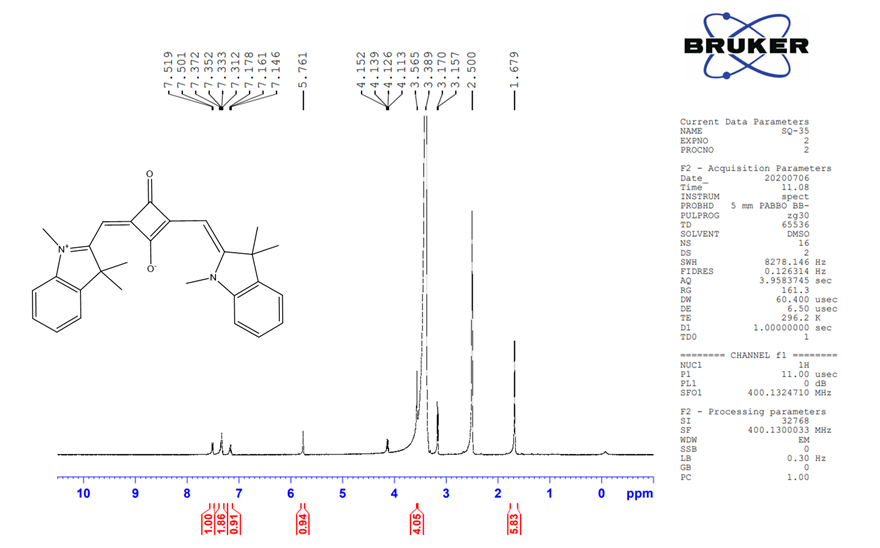 7.519
7.501
7.372
7.352
7.333
7.312
7.178
7.161
7.146
5.761
4.152
4.139
4.126
4.113
3.565
3.389
3.170
3.157
2.500
1.679
BRUKER
Current Data Parameters
NAME SQ-35
EXPNO 2
PROCNO 2
F2 - Acquisition Parameters
Date_ 20200706
Time 11.08
INSTRUM spect
PROBHD 5 mm PABBO BB-
PULPROG zg30
TD 65536
SOLVENT DMSO
NS 16
DS 2
SWH 8278.146 Hz
FIDRES 0.126314 Hz
AQ 3.9583745 sec
RG 161.3
DW 60.400 usec
DE 6.50 usec
TE 296.2 K
D1 1.00000000 sec
TD0 1
======== CHANNEL f1 ========
NUC1 1H
P1 11.00 usec
PL1 0 dB
SFO1 400.1324710 MHz
F2 - Processing parameters
SI 32768
SF 400.1300033 MHz
WDW EM
SSB 0
LB 0.30 Hz
GB 0
PC 1.00
O
N+
O-
N
10 9 8 7 6 5 4 3 2 1 0 ppm
1.00
1.86
0.91
0.94
4.05
5.83